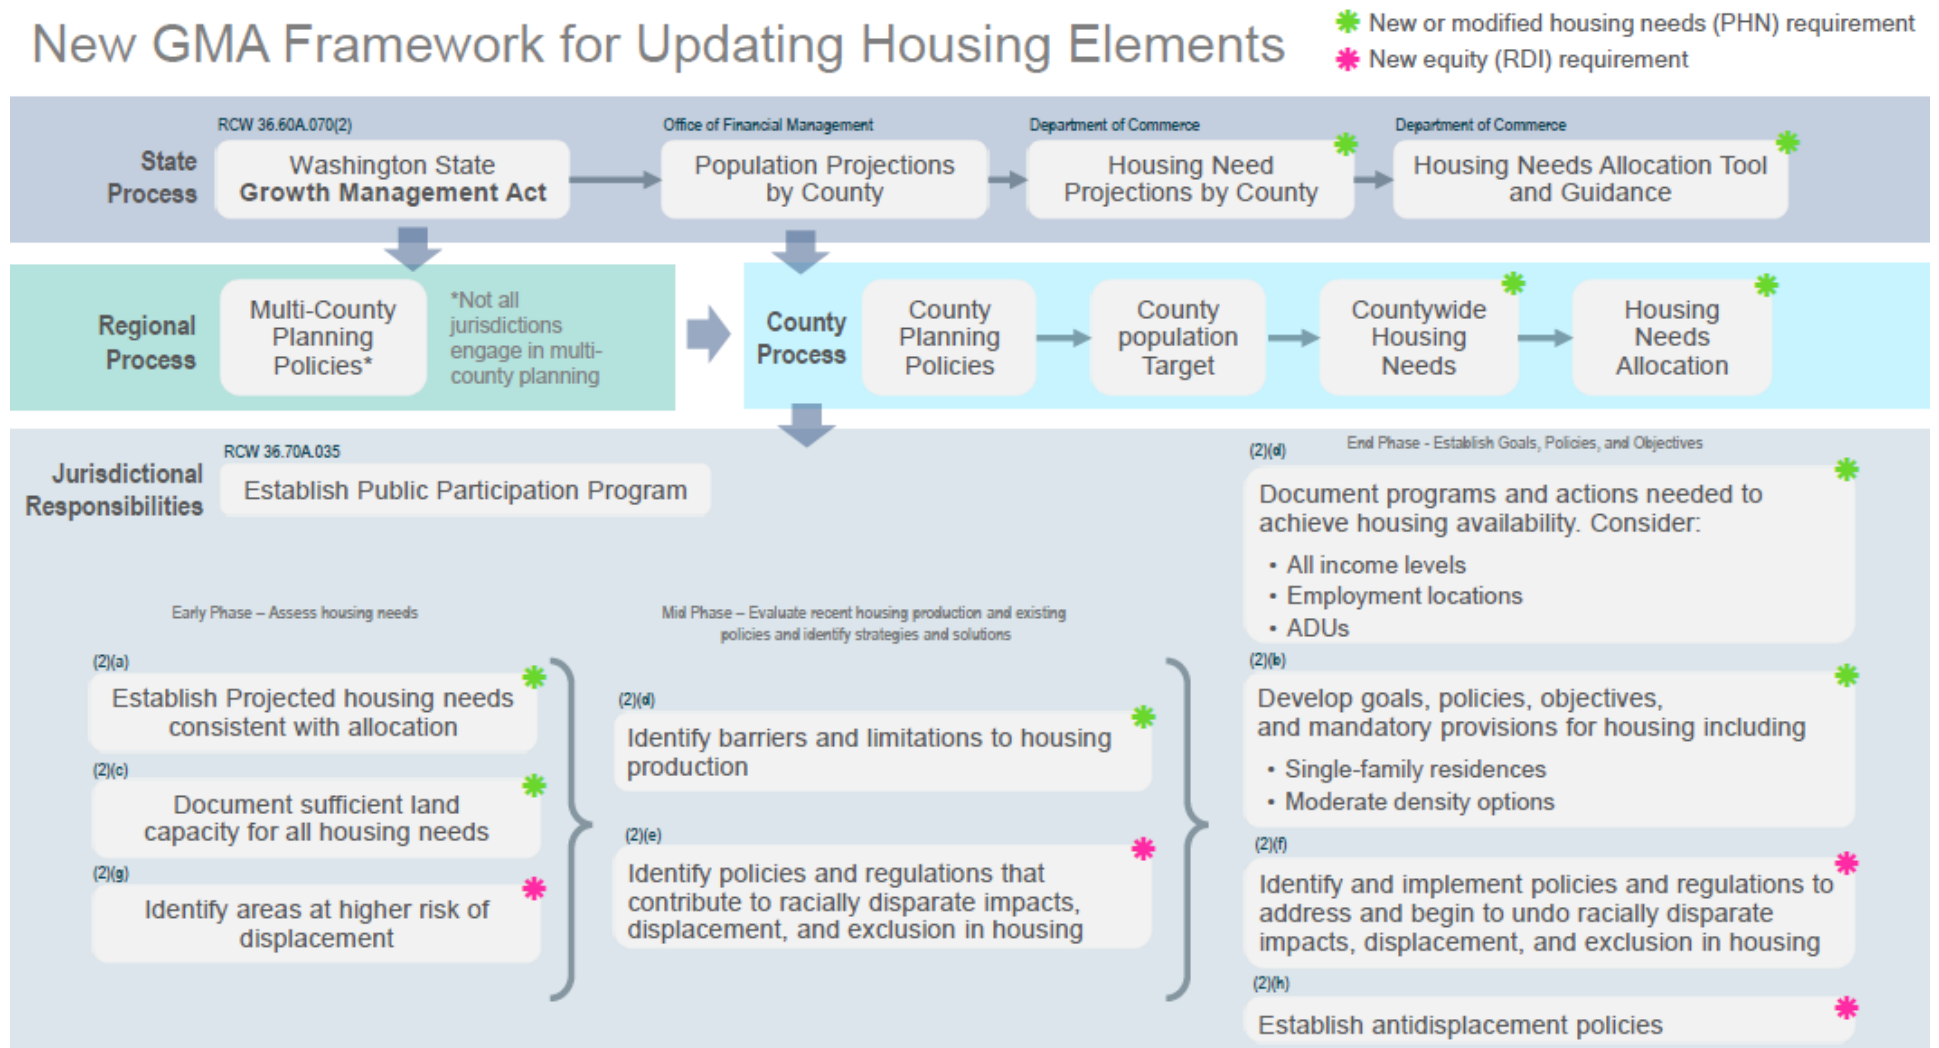 New GMA Framework for Updating Housing Elements
New or modified housing needs (PHN) requirement
New equity (RDI) requirement
State
Process
RCW 36.60A.070(2)
Washington State
Growth Management Act
Office of Financial Management
Population Projections
by County
Department of Commerce
Housing Need
Projections by County
Department of Commerce
Housing Needs Allocation Tool
and Guidance
Regional
Process
Multi-County
Planning
Policies*
*Not all
jurisdictions
engage in multi-
county planning
County
Process
County
Planning
Policies
County
population
Target
Countywide
Housing
Needs
Housing
Needs
Allocation
Jurisdictional
Responsibilities
RCW 36.70A.035
Establish Public Participation Program
Early Phase – Assess housing needs
(2)(a)
Establish Projected housing needs
consistent with allocation
(2)(c)
Document sufficient land
capacity for all housing needs
(2)(g)
Identify areas at higher risk of
displacement
Mid Phase – Evaluate recent housing production and existing
policies and identify strategies and solutions
(2)(d)
Identify barriers and limitations to housing
production
(2)(e)
Identify policies and regulations that
contribute to racially disparate impacts,
displacement, and exclusion in housing
End Phase - Establish Goals, Policies, and Objectives
(2)(d)
Document programs and actions needed to
achieve housing availability. Consider:
• All income levels
• Employment locations
• ADUs
(2)(b)
Develop goals, policies, objectives,
and mandatory provisions for housing including
• Single-family residences
• Moderate density options
(2)(f)
Identify and implement policies and regulations to
address and begin to undo racially disparate
impacts, displacement, and exclusion in housing
(2)(h)
Establish antidisplacement policies